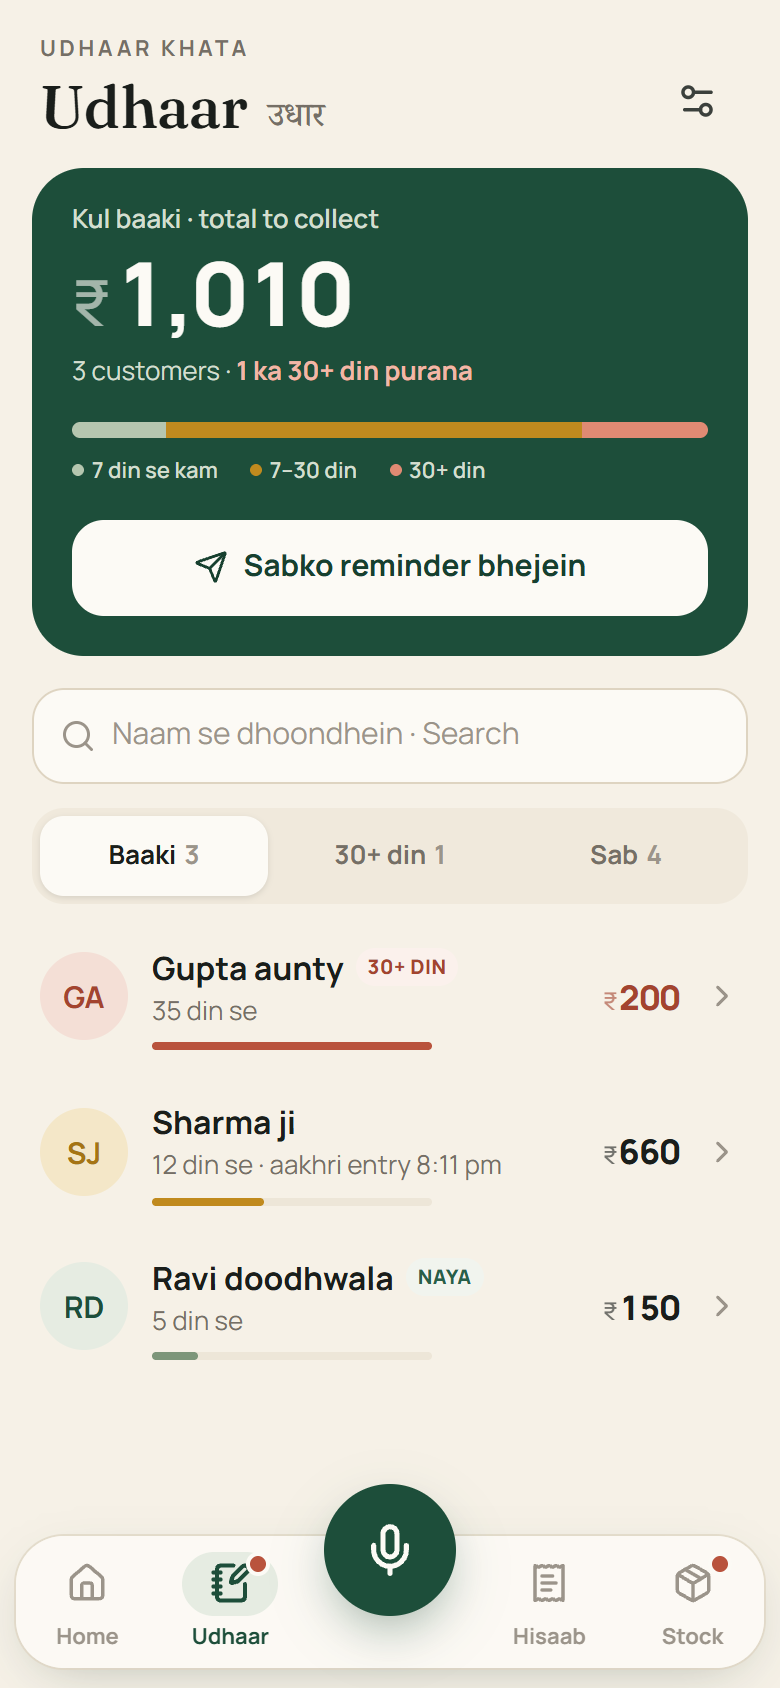 UDHAAR KHATA
Udhaar उधार
Kul baaki · total to collect
₹ 1,010
3 customers · 1 ka 30+ din purana
7 din se kam 7–30 din 30+ din
Sabko reminder bhejein
Naam se dhoondhein · Search
Baaki 3 30+ din 1 Sab 4
GA Gupta aunty 30+ DIN
35 din se
₹200
SJ Sharma ji
12 din se · aakhri entry 8:11 pm
₹660
RD Ravi doodhwala NAYA
5 din se
₹150
Home Udhaar Hisaab Stock